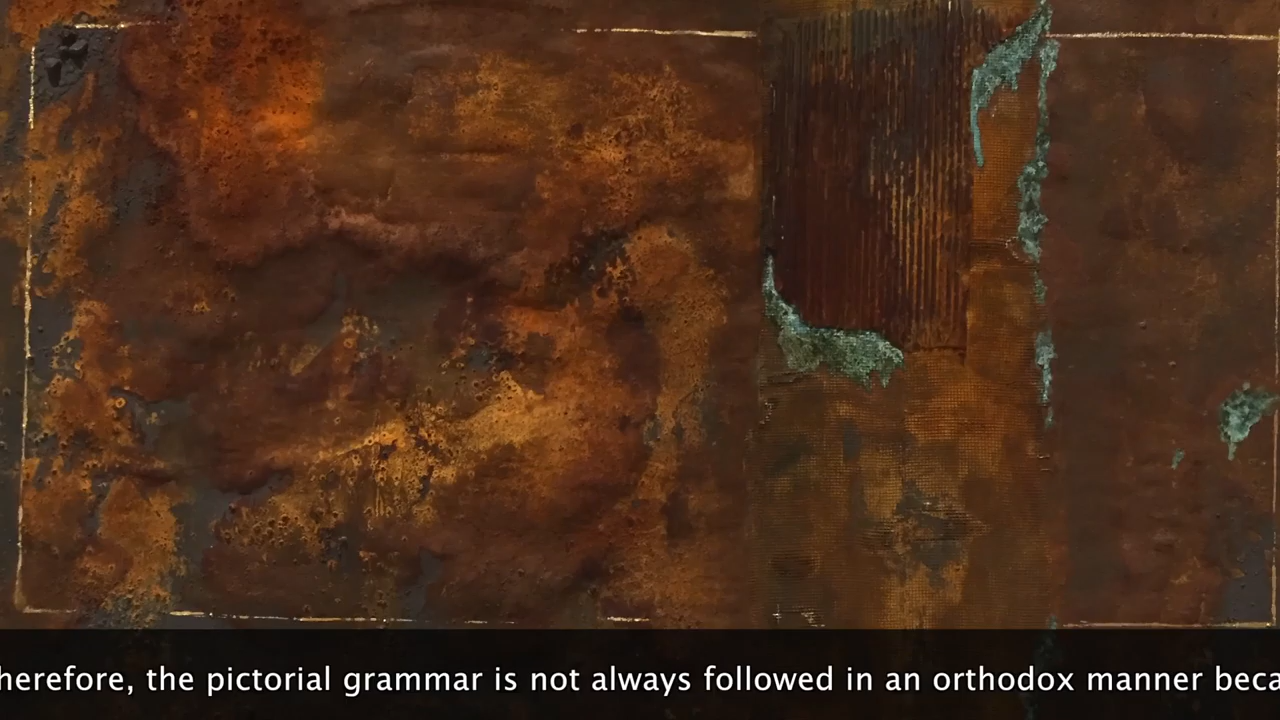 herefore, the pictorial grammar is not always followed in an orthodox manner beca